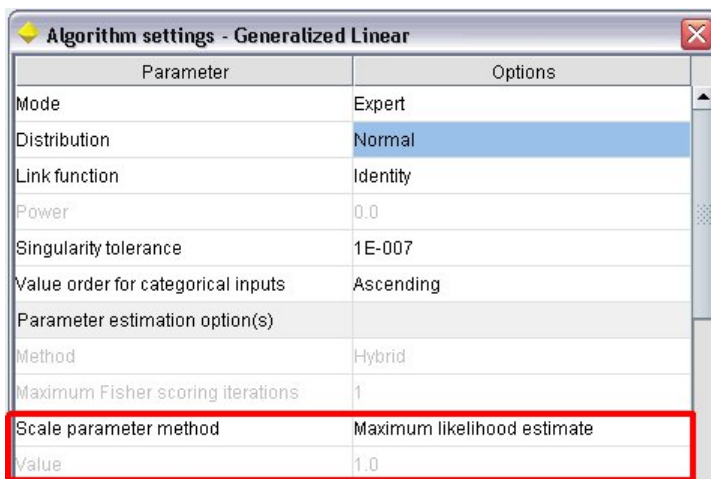 Algorithm settings - Generalized Linear
Parameter Options
Mode Expert
Distribution Normal
Link function Identity
Power 0.0
Singularity tolerance 1E-007
Value order for categorical inputs Ascending
Parameter estimation option(s)
Method Hybrid
Maximum Fisher scoring iterations 1
Scale parameter method Maximum likelihood estimate
Value 1.0